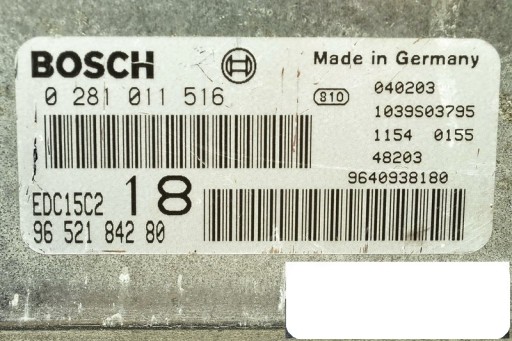 BOSCH
Made in Germany
0 281 011 516
810
040203
1039S03795
1154 0155
48203
9640938180
EDC15C2
18
96 521 842 80